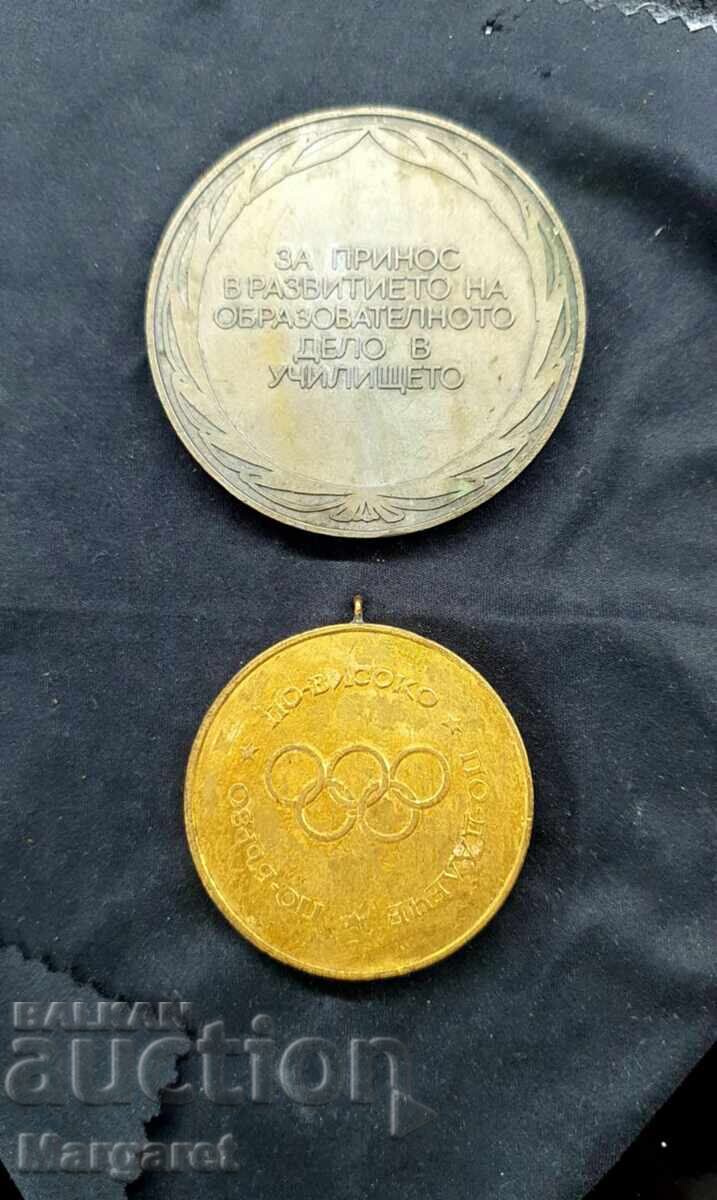 ЗА ПРИНОС
В РАЗВИТИЕТО НА
ОБРАЗОВАТЕЛНОТО
ДЕЛО В
УЧИЛИЩЕТО
ПО-ВИСОКО ★ ПО-ДАЛЕЧЕ ★ ПО-БЪРЗО ★
BALKAN
auction
Margaret